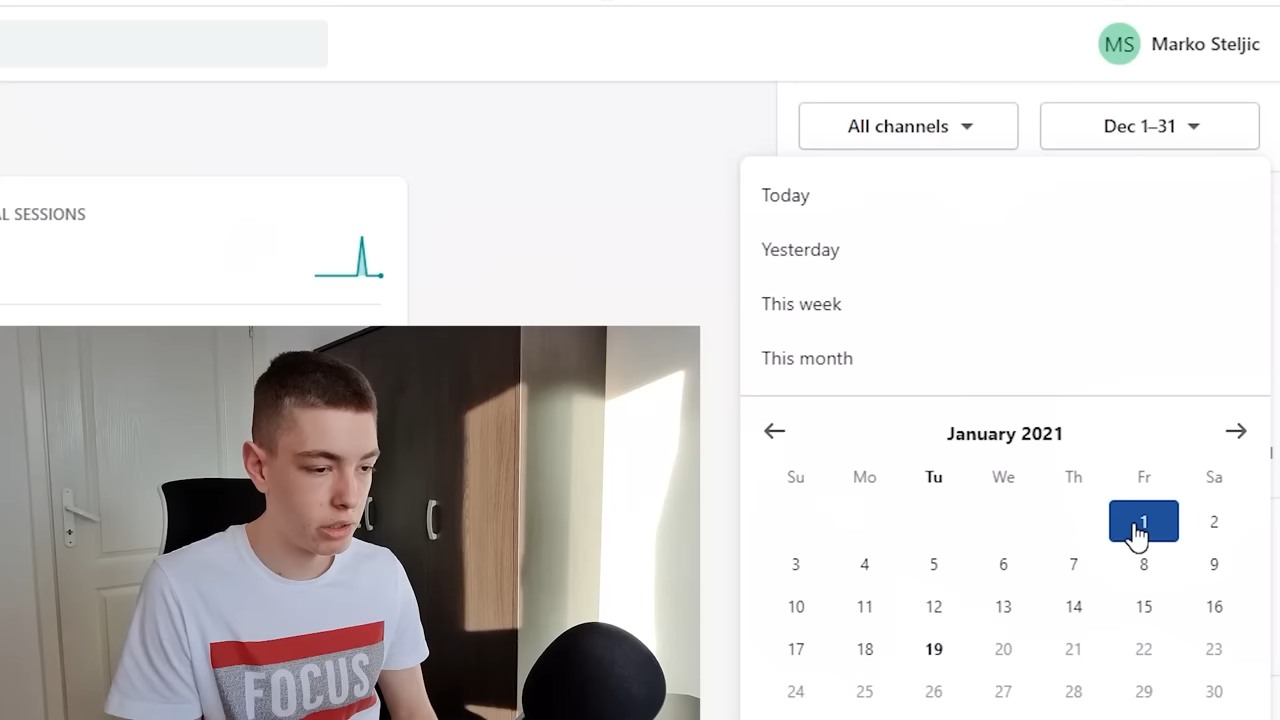 MS Marko Steljic
All channels
Dec 1–31
Today
Yesterday
This week
This month
L SESSIONS
January 2021
Su Mo Tu We Th Fr Sa
1 2
3 4 5 6 7 8 9
10 11 12 13 14 15 16
17 18 19 20 21 22 23
24 25 26 27 28 29 30
FOCUS